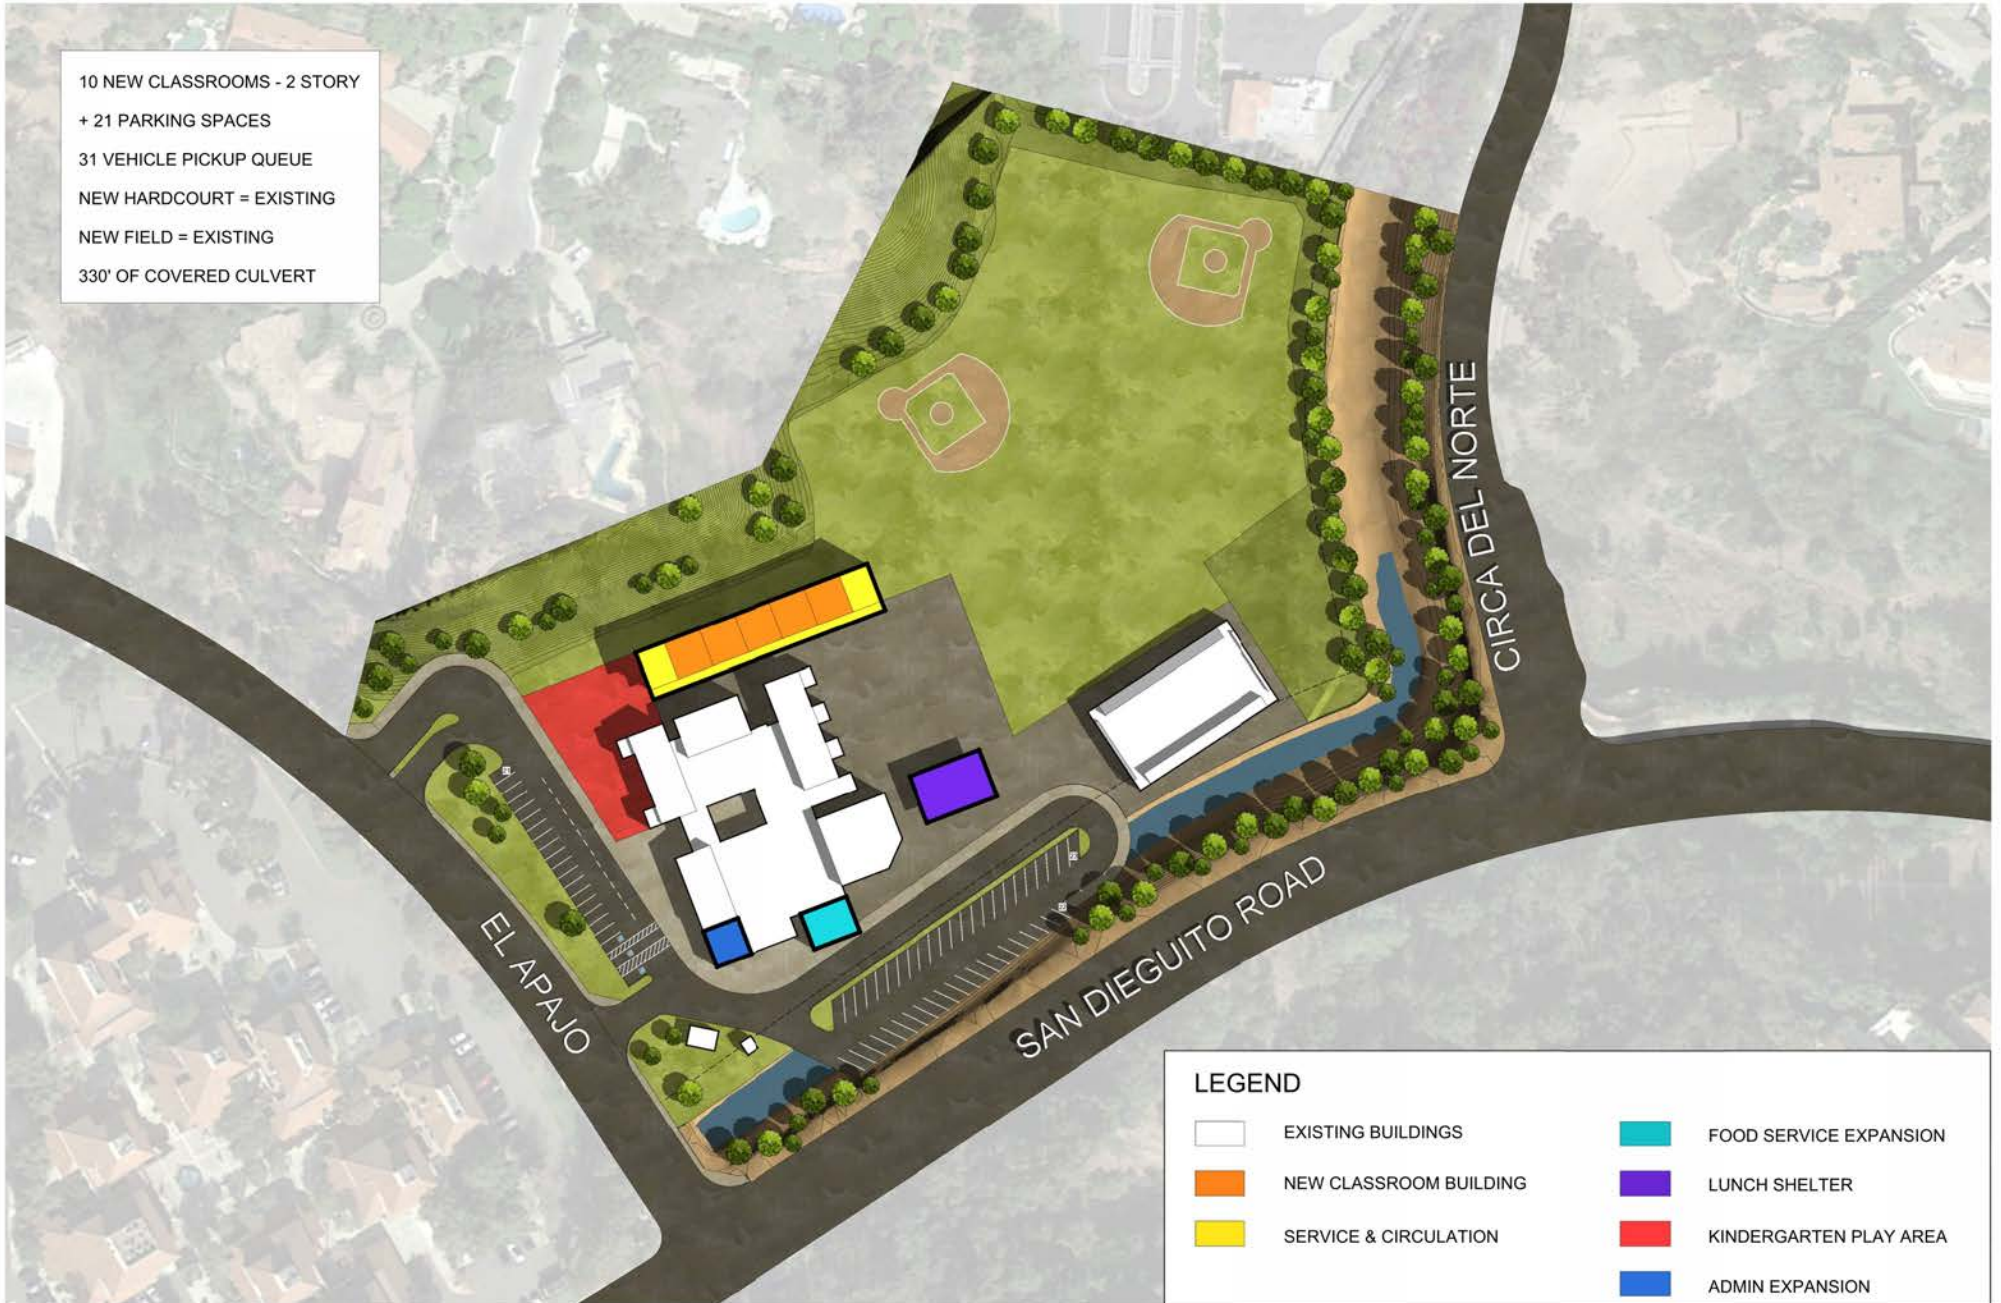 10 NEW CLASSROOMS - 2 STORY
+ 21 PARKING SPACES
31 VEHICLE PICKUP QUEUE
NEW HARDCOURT = EXISTING
NEW FIELD = EXISTING
330' OF COVERED CULVERT
CIRCA DEL NORTE
EL APAJO
SAN DIEGUITO ROAD
LEGEND
EXISTING BUILDINGS
NEW CLASSROOM BUILDING
SERVICE & CIRCULATION
FOOD SERVICE EXPANSION
LUNCH SHELTER
KINDERGARTEN PLAY AREA
ADMIN EXPANSION